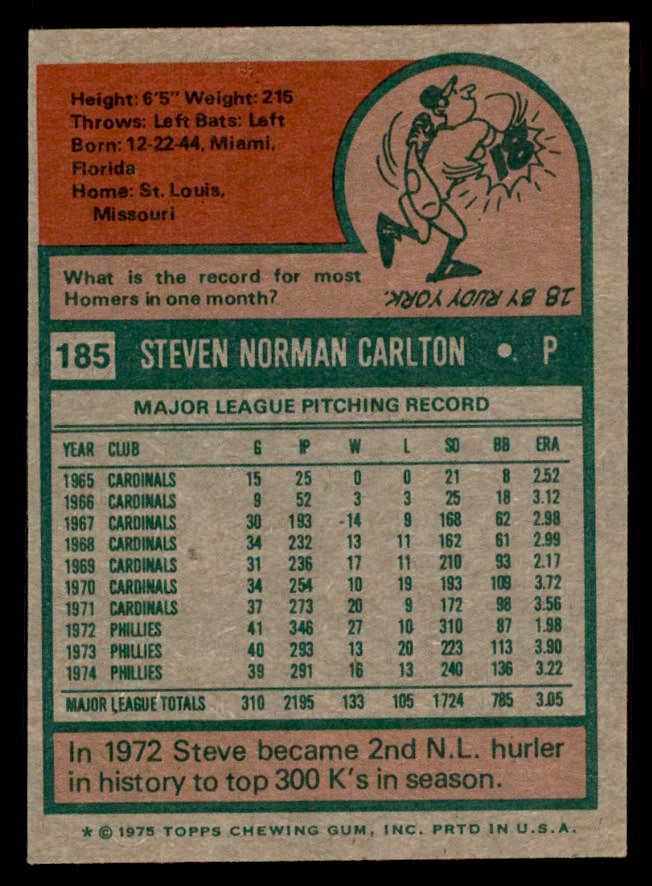 Height: 6'5" Weight: 215
Throws: Left Bats: Left
Born: 12-22-44, Miami,
Florida
Home: St. Louis,
Missouri
18
What is the record for most
Homers in one month?
18 BY RUDY YORK.
185 STEVEN NORMAN CARLTON • P
MAJOR LEAGUE PITCHING RECORD
YEAR CLUB G IP W L SO BB ERA
1965 CARDINALS 15 25 0 0 21 8 2.52
1966 CARDINALS 9 52 3 3 25 18 3.12
1967 CARDINALS 30 193 14 9 168 62 2.98
1968 CARDINALS 34 232 13 11 162 61 2.99
1969 CARDINALS 31 236 17 11 210 93 2.17
1970 CARDINALS 34 254 10 19 193 109 3.72
1971 CARDINALS 37 273 20 9 172 98 3.56
1972 PHILLIES 41 346 27 10 310 87 1.98
1973 PHILLIES 40 293 13 20 223 113 3.90
1974 PHILLIES 39 291 16 13 240 136 3.22
MAJOR LEAGUE TOTALS 310 2195 133 105 1724 785 3.05
In 1972 Steve became 2nd N.L. hurler
in history to top 300 K's in season.
* © 1975 TOPPS CHEWING GUM, INC. PRTD IN U.S.A.